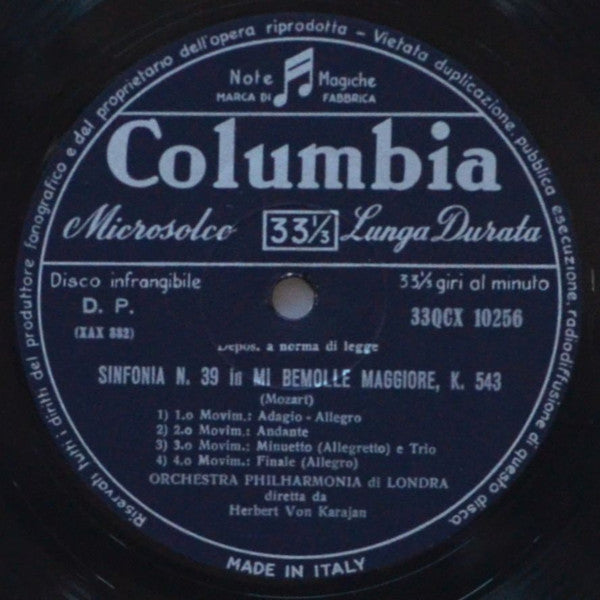 Riservati tutti i diritti del produttore fonografico e del proprietario dell'opera riprodotta - Vietata duplicazione, pubblica esecuzione, radiodiffusione di questo disco
Note Magiche
MARCA DI FABBRICA
Columbia
Microsolco 33⅓ Lunga Durata
Disco infrangibile 33⅓ giri al minuto
D. P. 33QCX 10256
(XAX 882)
Depos. a norma di legge
SINFONIA N. 39 in MI BEMOLLE MAGGIORE, K. 543
(Mozart)
1) 1.o Movim.: Adagio - Allegro
2) 2.o Movim.: Andante
3) 3.o Movim.: Minuetto (Allegretto) e Trio
4) 4.o Movim.: Finale (Allegro)
ORCHESTRA PHILHARMONIA di LONDRA
diretta da
Herbert Von Karajan
MADE IN ITALY